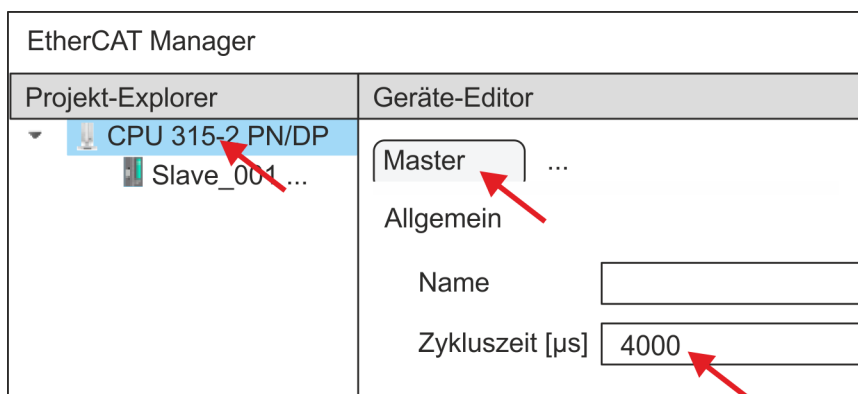 EtherCAT Manager
Projekt-Explorer
Geräte-Editor
CPU 315-2 PN/DP
Slave_001 ...
Master ...
Allgemein
Name
Zykluszeit [µs] 4000